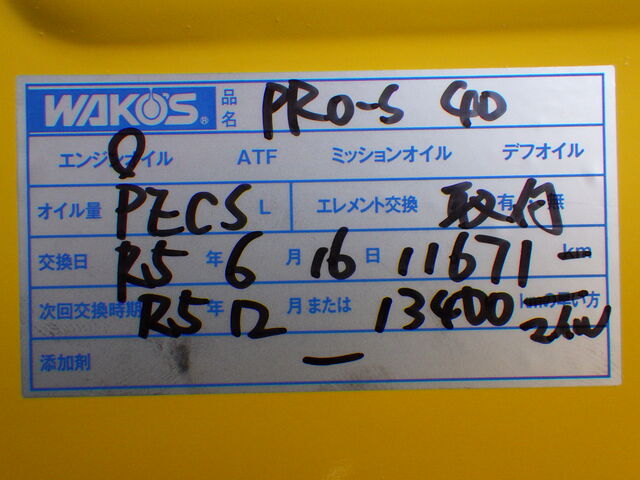 WAKO'S® 品名 PRO-S 40
エンジンオイル ATF ミッションオイル デフオイル
オイル量 PECS L エレメント交換 取付 有 無
交換日 R5 年 6 月 16 日 11671 km
次回交換時期 R5 年 12 月または 13400 kmの早い方
添加剤 —